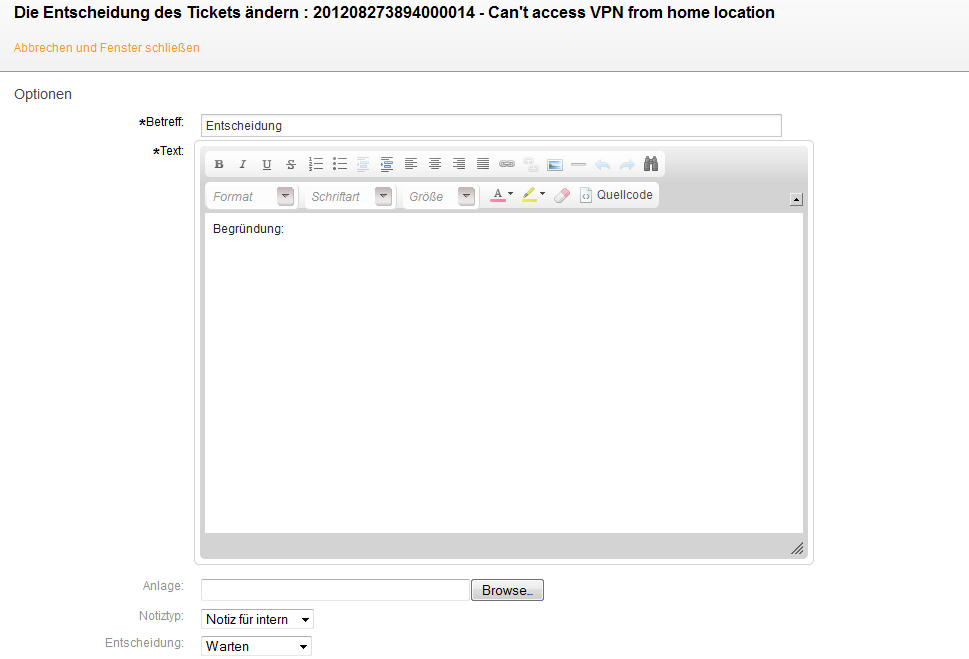 Die Entscheidung des Tickets ändern : 201208273894000014 - Can't access VPN from home location
Abbrechen und Fenster schließen
Optionen
*Betreff: Entscheidung
*Text:
B I U S
Format Schriftart Größe A Quellcode
Begründung:
Anlage: Browse_
Notiztyp: Notiz für intern
Entscheidung: Warten